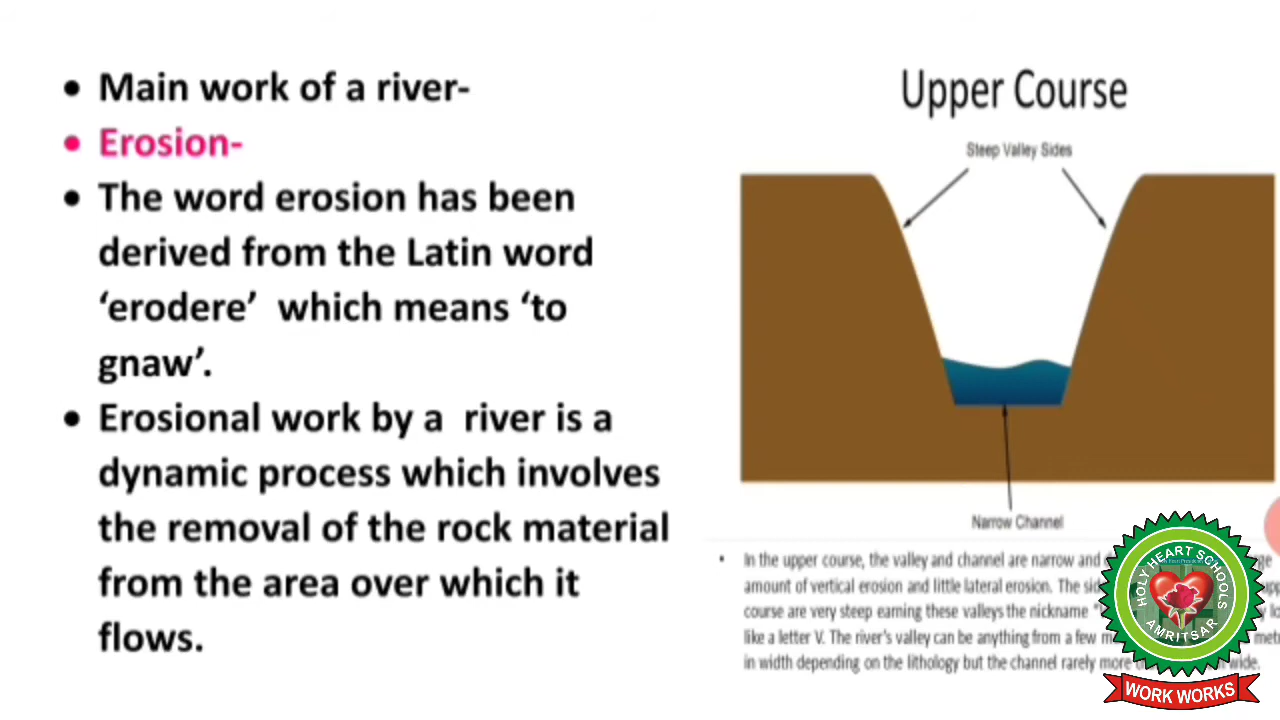 • Main work of a river-
• Erosion-
• The word erosion has been
derived from the Latin word
‘erodere’ which means ‘to
gnaw’.
• Erosional work by a river is a
dynamic process which involves
the removal of the rock material
from the area over which it
flows.
Upper Course
Steep Valley Sides
Narrow Channel
• In the upper course, the valley and channel are narrow and
amount of vertical erosion and little lateral erosion. The
course are very steep earning these valleys the nickname
like a letter V. The river's valley can be anything from a few
in width depending on the lithology but the channel rarely more wide.
HOLY HEART SCHOOLS
AMRITSAR
WORK WORKS